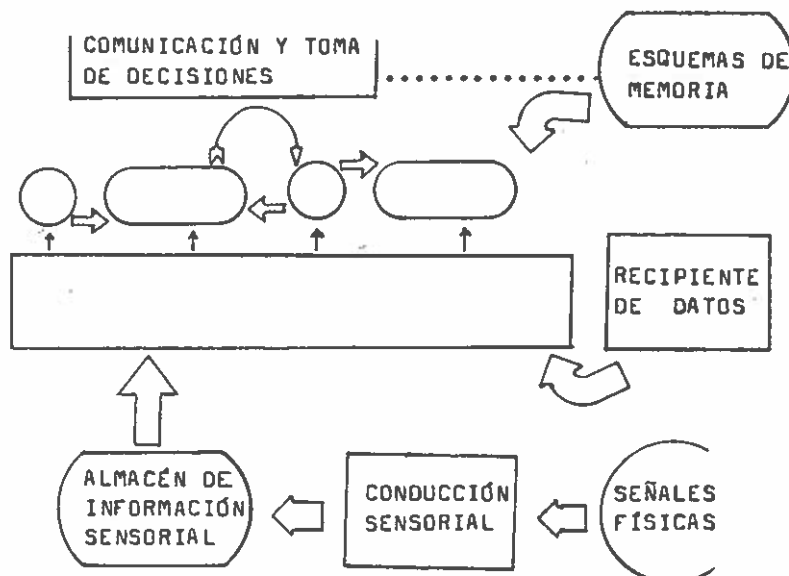 COMUNICACIÓN Y TOMA
DE DECISIONES
ESQUEMAS DE
MEMORIA
RECIPIENTE
DE DATOS
ALMACÉN DE
INFORMACIÓN
SENSORIAL
CONDUCCIÓN
SENSORIAL
SEÑALES
FÍSICAS